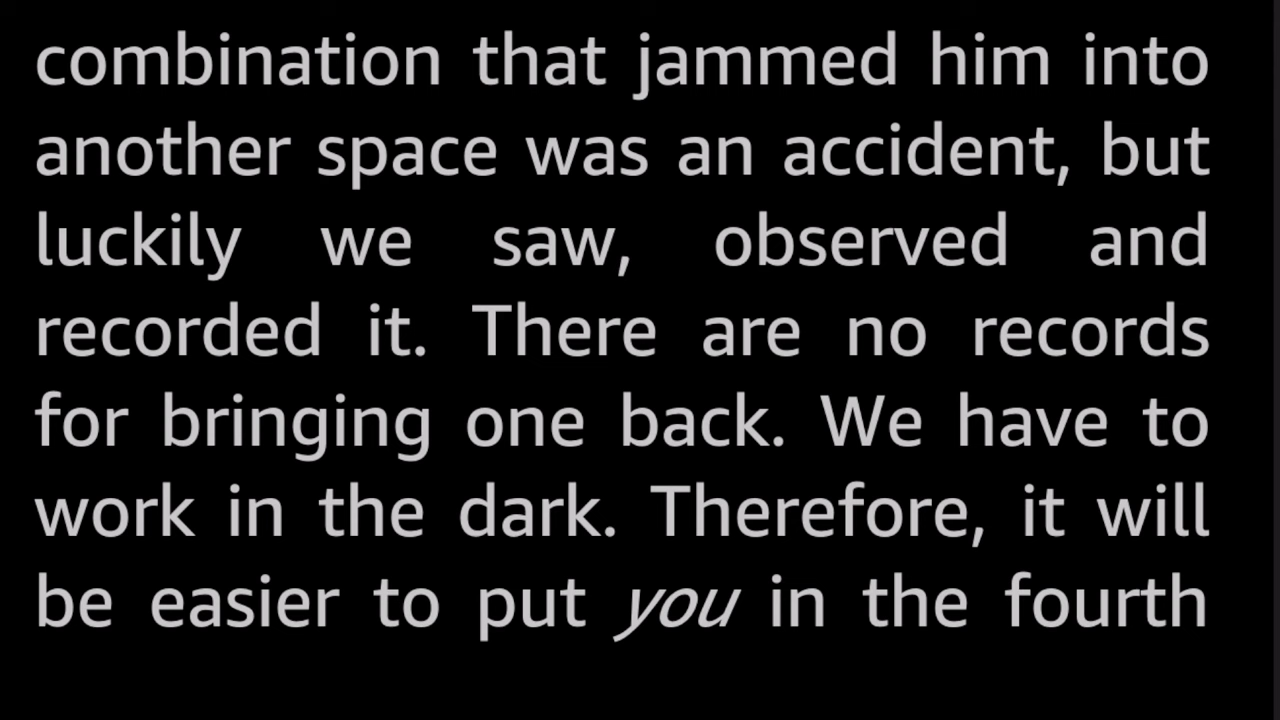 combination that jammed him into
another space was an accident, but
luckily we saw, observed and
recorded it. There are no records
for bringing one back. We have to
work in the dark. Therefore, it will
be easier to put you in the fourth